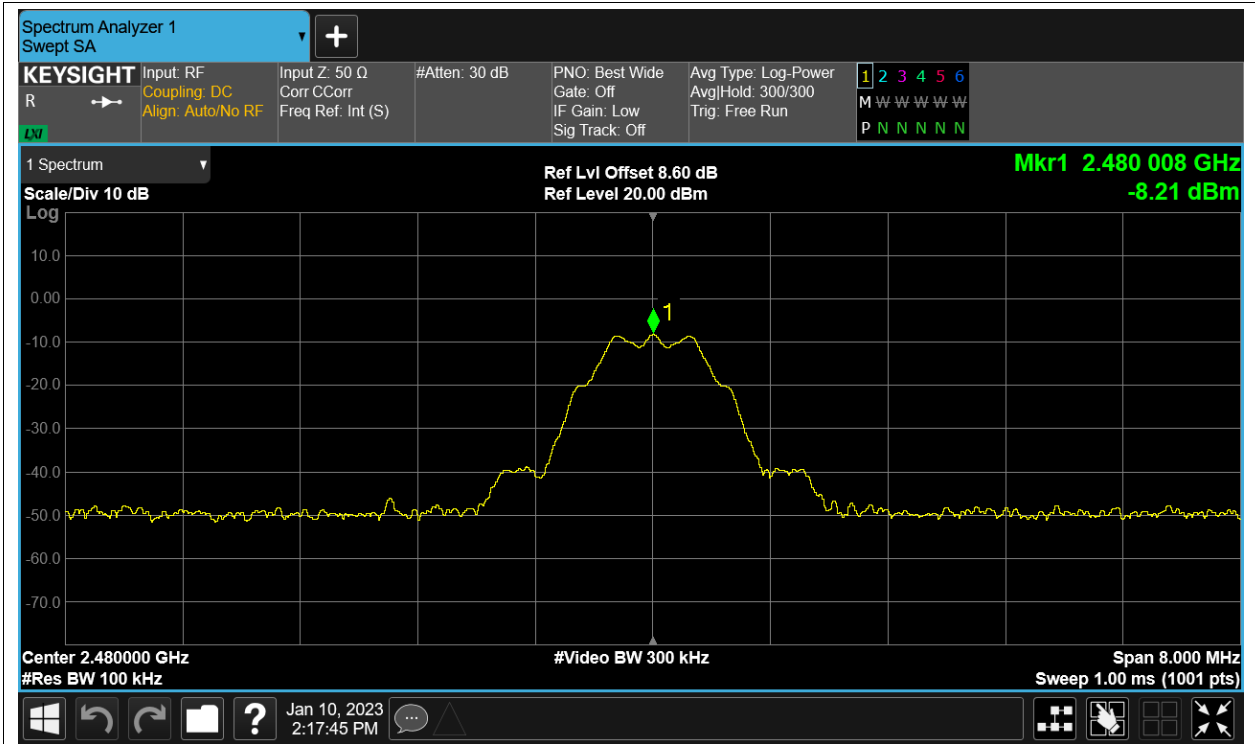 Spectrum Analyzer 1
Swept SA
KEYSIGHT
R
LXI
Input: RF
Coupling: DC
Align: Auto/No RF
Input Z: 50 Ω
Corr CCorr
Freq Ref: Int (S)
#Atten: 30 dB
PNO: Best Wide
Gate: Off
IF Gain: Low
Sig Track: Off
Avg Type: Log-Power
Avg|Hold: 300/300
Trig: Free Run
1 2 3 4 5 6
M W W W W W
P N N N N N
1 Spectrum
Scale/Div 10 dB
Log
Ref Lvl Offset 8.60 dB
Ref Level 20.00 dBm
Mkr1 2.480 008 GHz
-8.21 dBm
10.0
0.00
-10.0
-20.0
-30.0
-40.0
-50.0
-60.0
-70.0
1
Center 2.480000 GHz
#Res BW 100 kHz
#Video BW 300 kHz
Span 8.000 MHz
Sweep 1.00 ms (1001 pts)
?
Jan 10, 2023
2:17:45 PM